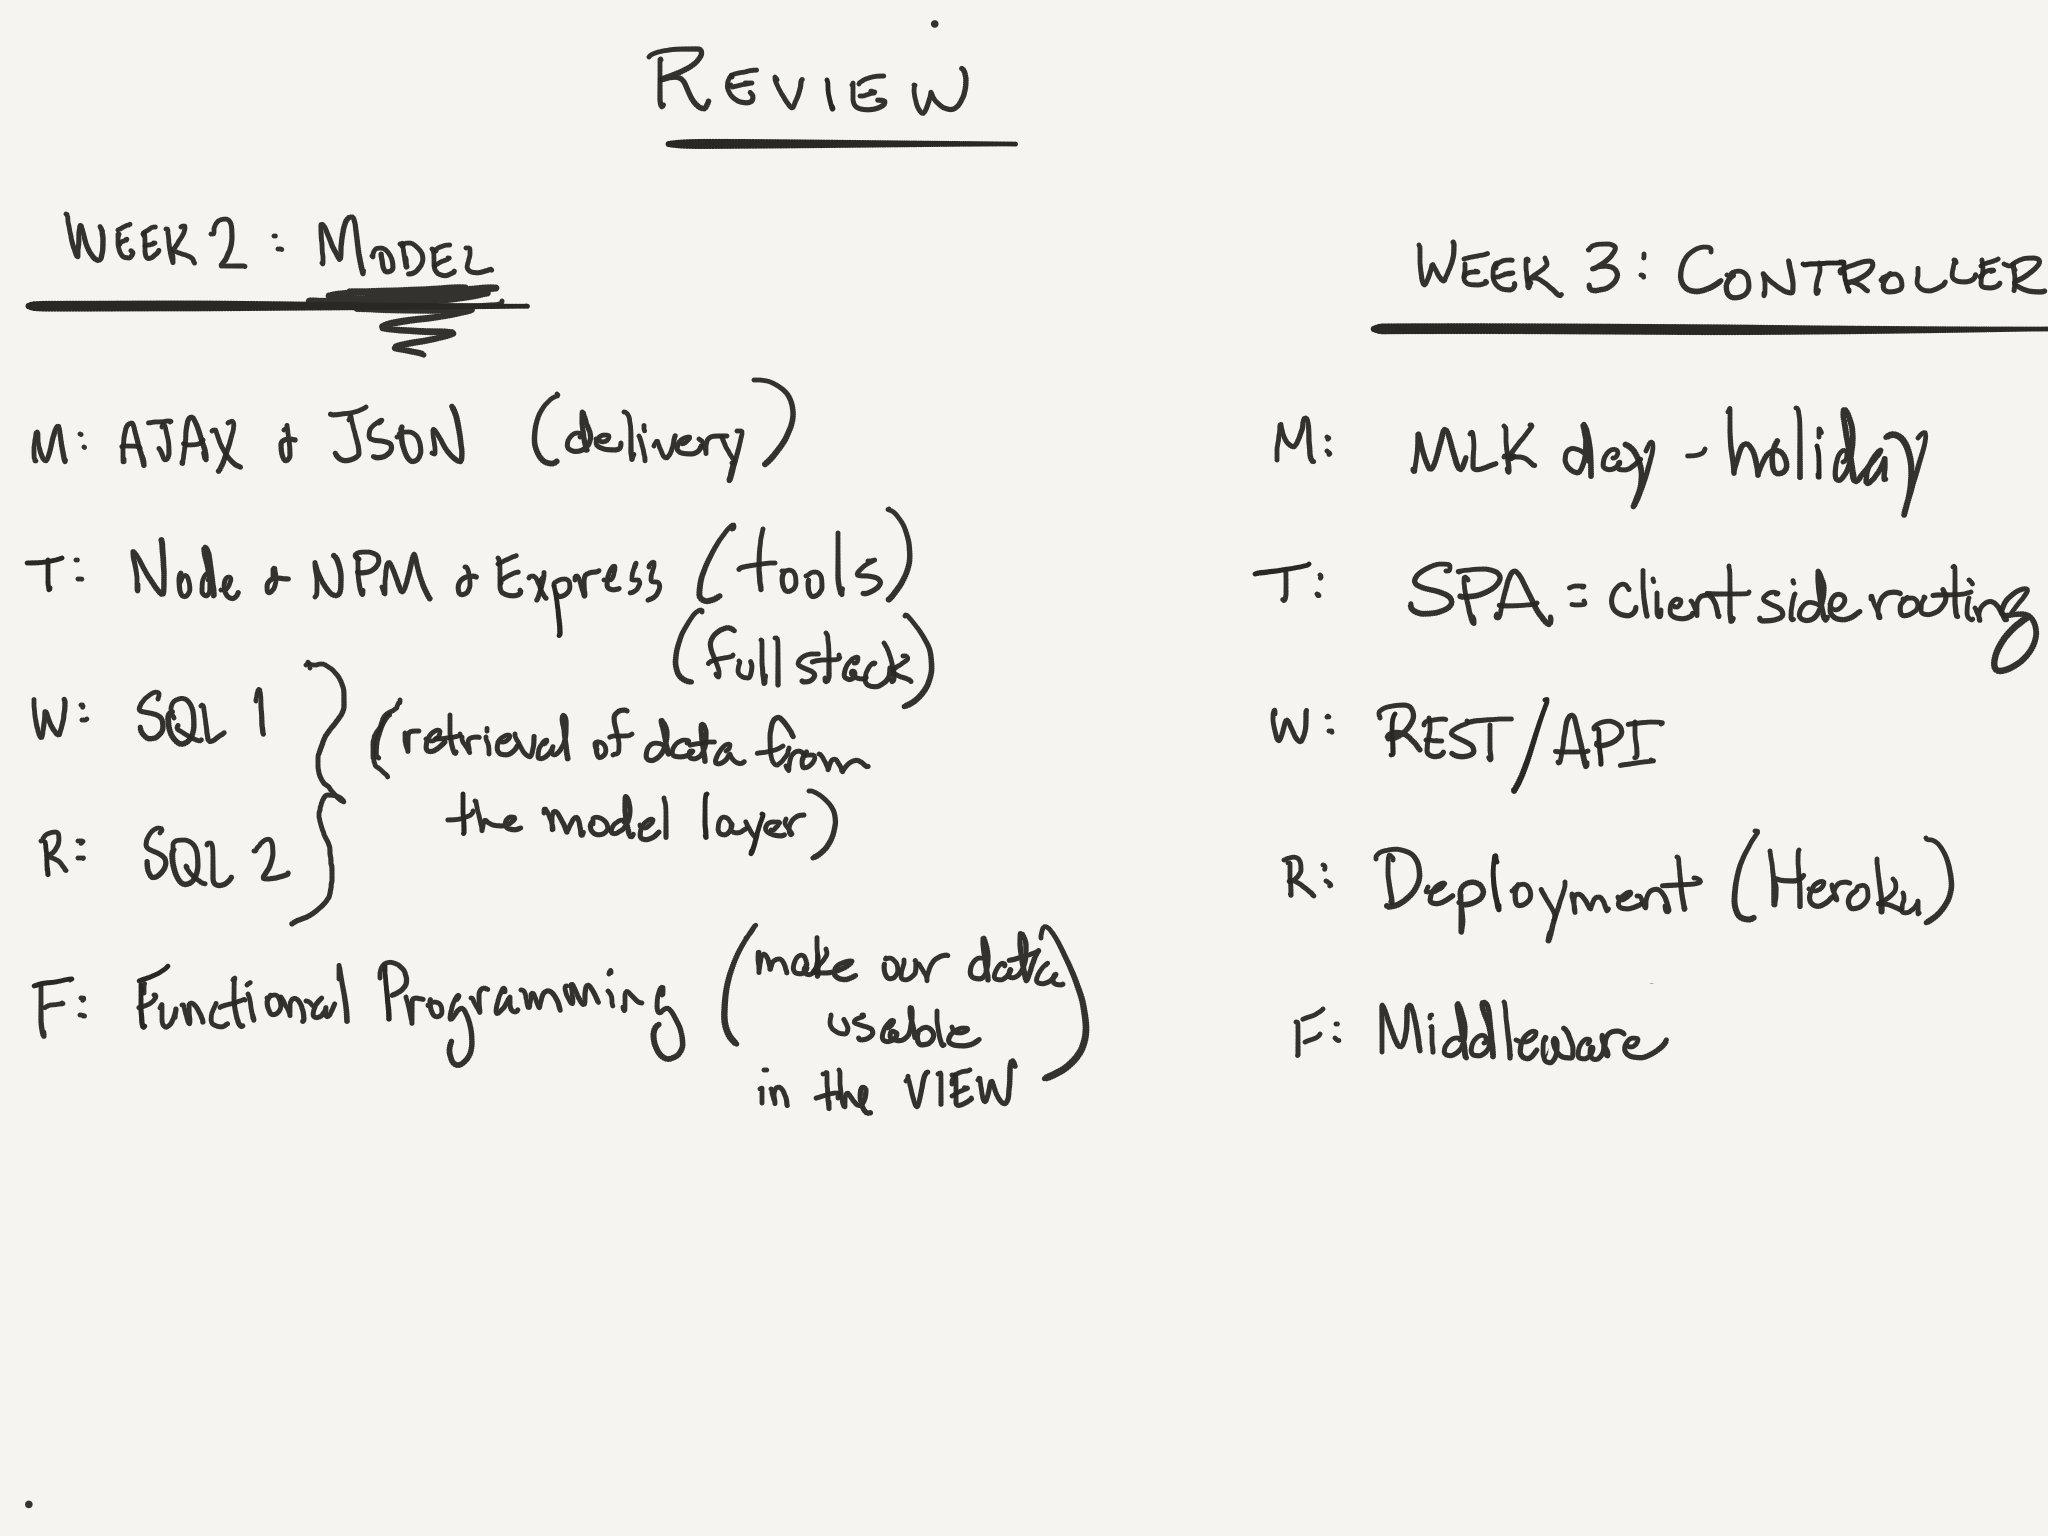 REVIEW
WEEK 2 : MODEL
M: AJAX & JSON (delivery)
T: Node & NPM & Express (tools)
(full stack)
W: SQL 1
(retrieval of data from
the model layer)
R: SQL 2
F: Functional Programming (make our data
usable
in the VIEW)
WEEK 3 : CONTROLLER
M: MLK day - holiday
T: SPA = client side routing
W: REST/API
R: Deployment (Heroku)
F: Middleware